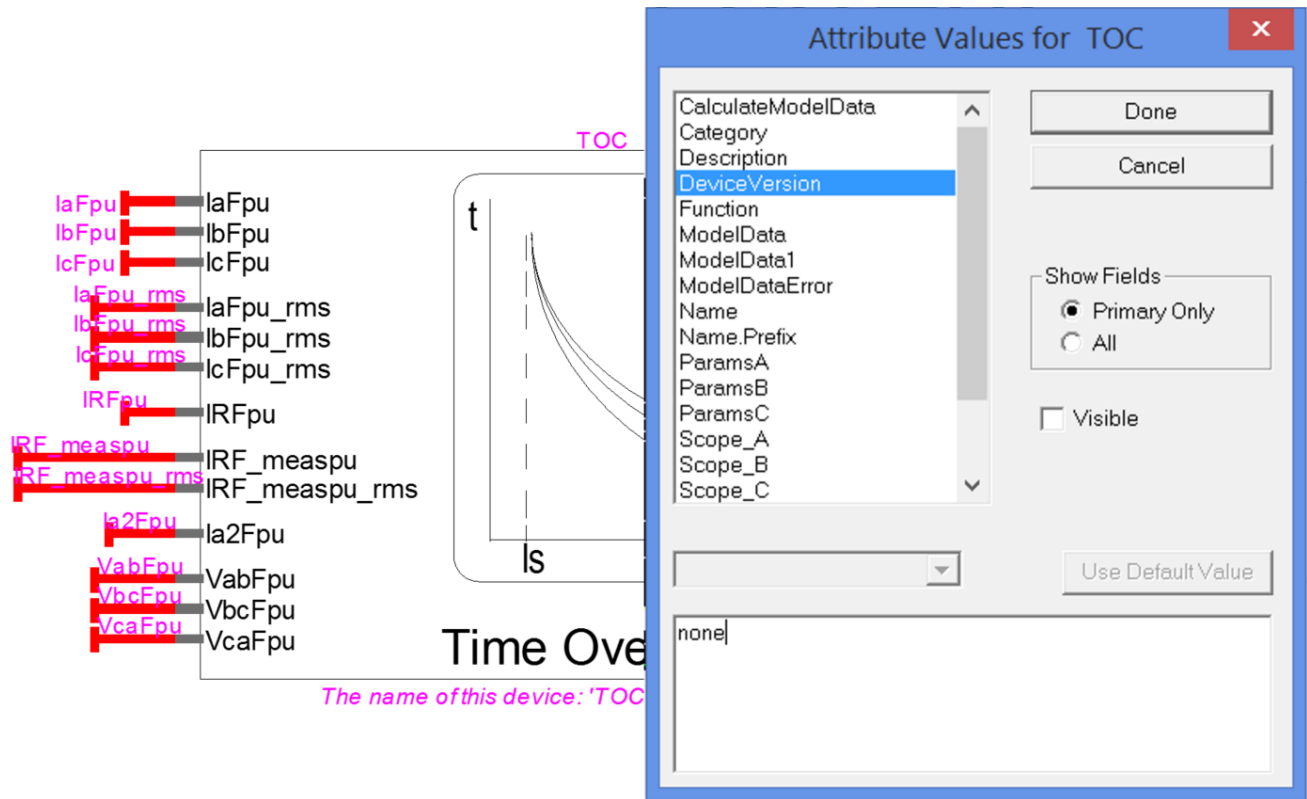 TOC
IaFpu
IbFpu
IcFpu
IaFpu_rms
IbFpu_rms
IcFpu_rms
IRFpu
IRF_measpu
IRF_measpu_rms
Ia2Fpu
VabFpu
VbcFpu
VcaFpu
IaFpu
IbFpu
IcFpu
IaFpu_rms
IbFpu_rms
IcFpu_rms
IRFpu
IRF_measpu
IRF_measpu_rms
Ia2Fpu
VabFpu
VbcFpu
VcaFpu
t
Is
Time Ove
The name of this device: 'TOC
Attribute Values for TOC
x
CalculateModelData
Category
Description
DeviceVersion
Function
ModelData
ModelData1
ModelDataError
Name
Name.Prefix
ParamsA
ParamsB
ParamsC
Scope_A
Scope_B
Scope_C
Done
Cancel
Show Fields
Primary Only
All
Visible
Use Default Value
none